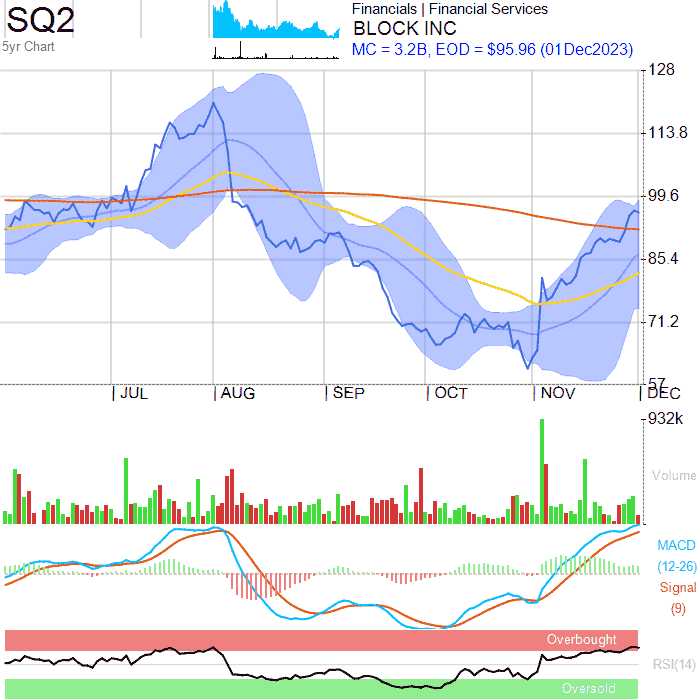 SQ2
5yr Chart
Financials | Financial Services
BLOCK INC
MC = 3.2B, EOD = $95.96 (01Dec2023)
128
113.8
99.6
85.4
71.2
57
JUL
AUG
SEP
OCT
NOV
DEC
932k
Volume
MACD
(12-26)
Signal
(9)
Overbought
RSI(14)
Oversold